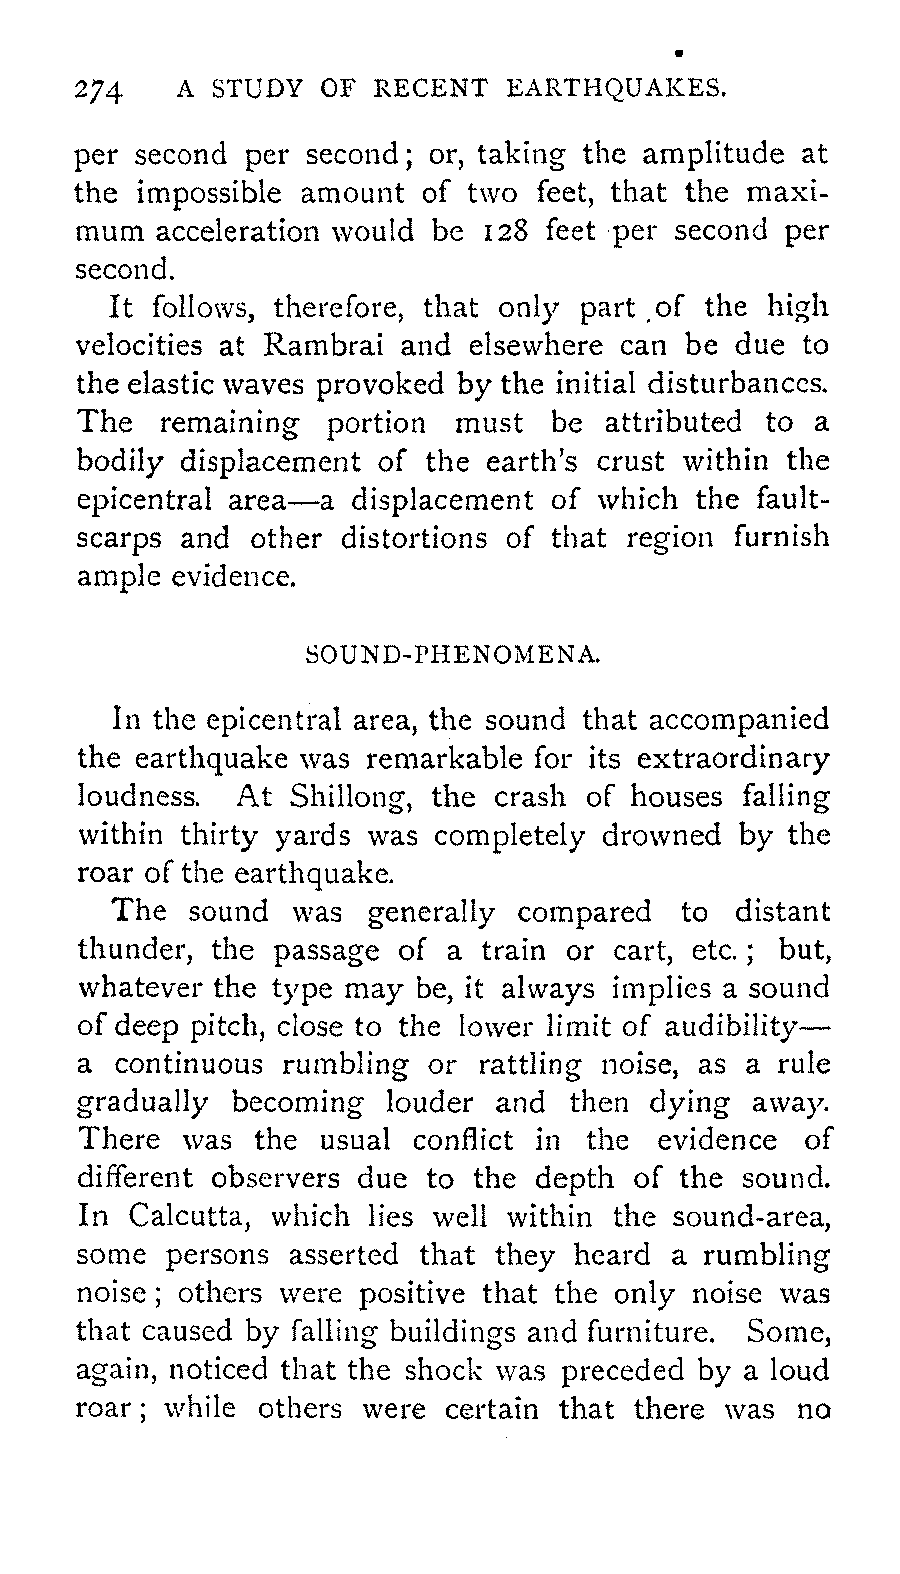 274 A STUDY OF RECENT EARTHQUAKES.
per second per second; or, taking the amplitude at
the impossible amount of two feet, that the maxi-
mum acceleration would be 128 feet per second per
second.
It follows, therefore, that only part of the high
velocities at Rambrai and elsewhere can be due to
the elastic waves provoked by the initial disturbances.
The remaining portion must be attributed to a
bodily displacement of the earth's crust within the
epicentral area—a displacement of which the fault-
scarps and other distortions of that region furnish
ample evidence.
SOUND-PHENOMENA.
In the epicentral area, the sound that accompanied
the earthquake was remarkable for its extraordinary
loudness. At Shillong, the crash of houses falling
within thirty yards was completely drowned by the
roar of the earthquake.
The sound was generally compared to distant
thunder, the passage of a train or cart, etc.; but,
whatever the type may be, it always implies a sound
of deep pitch, close to the lower limit of audibility—
a continuous rumbling or rattling noise, as a rule
gradually becoming louder and then dying away.
There was the usual conflict in the evidence of
different observers due to the depth of the sound.
In Calcutta, which lies well within the sound-area,
some persons asserted that they heard a rumbling
noise; others were positive that the only noise was
that caused by falling buildings and furniture. Some,
again, noticed that the shock was preceded by a loud
roar; while others were certain that there was no